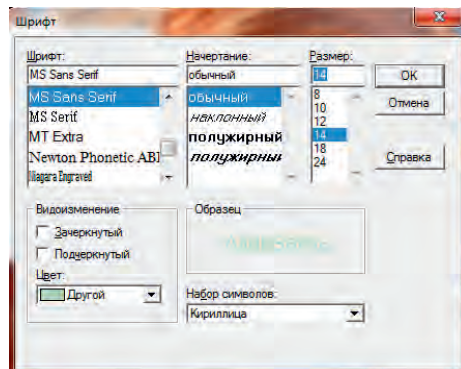 Шрифт
Шрифт:
MS Sans Serif
MS Sans Serif
MS Serif
MT Extra
Newton Phonetic ABI
Niagara Engraved
Начертание:
обычный
обычный
наклонный
полужирный
полужирный
Размер:
14
8
10
12
14
18
24
OK
Отмена
Справка
Видоизменение
Зачеркнутый
Подчеркнутый
Цвет:
Другой
Образец
Набор символов:
Кириллица